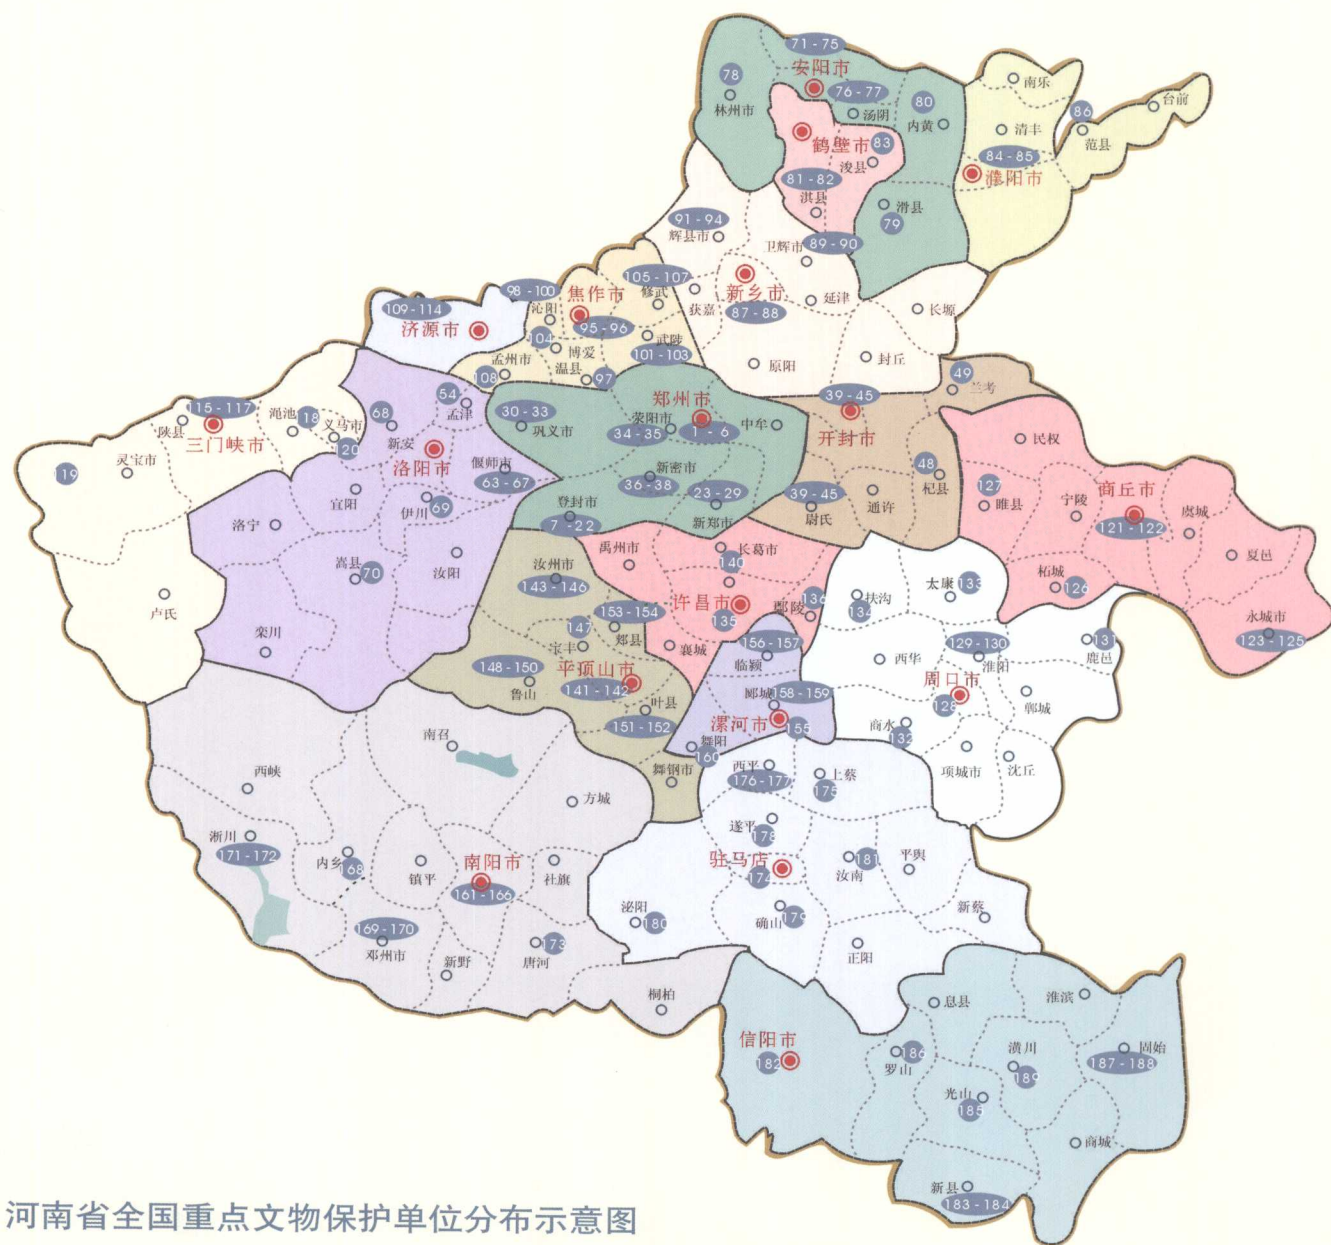 71 - 75
安阳市
78
林州市
76 - 77
汤阴
80
内黄
南乐
台前
86
范县
清丰
84 - 85
濮阳市
鹤壁市
83
浚县
81 - 82
淇县
滑县
79
91 - 94
辉县市
卫辉市
89 - 90
新乡市
87 - 88
获嘉
延津
长塬
原阳
封丘
105 - 107
修武
98 - 100
沁阳
焦作市
95 - 96
104
博爱
武陟
101 - 103
孟州市
108
温县
97
109 - 114
济源市
115 - 117
陕县
三门峡市
渑池
18
义马市
120
119
灵宝市
卢氏
68
新安
54
孟津
洛阳市
偃师市
63 - 67
宜阳
伊川
69
洛宁
嵩县
70
汝阳
栾川
30 - 33
巩义市
郑州市
荥阳市
34 - 35
1 - 6
中牟
新密市
36 - 38
23 - 29
新郑市
登封市
7 - 22
39 - 45
开封市
49
兰考
48
杞县
39 - 45
尉氏
通许
民权
127
睢县
宁陵
商丘市
121 - 122
虞城
夏邑
柘城
126
永城市
123 - 125
禹州市
长葛市
140
许昌市
135
136
鄢陵
襄城
汝州市
143 - 146
153 - 154
郏县
147
宝丰
148 - 150
鲁山
平顶山市
141 - 142
叶县
151 - 152
舞钢市
156 - 157
临颍
郾城
158 - 159
漯河市
155
舞阳
160
扶沟
134
太康
133
西华
129 - 130
淮阳
131
鹿邑
周口市
128
郸城
商水
132
项城市
沈丘
南召
西峡
方城
淅川
171 - 172
内乡
168
镇平
南阳市
161 - 166
社旗
169 - 170
邓州市
新野
唐河
173
桐柏
西平
176 - 177
上蔡
175
遂平
178
驻马店
174
汝南
181
平舆
泌阳
180
确山
179
新蔡
正阳
信阳市
182
息县
淮滨
罗山
186
潢川
189
固始
187 - 188
光山
185
商城
新县
183 - 184
河南省全国重点文物保护单位分布示意图